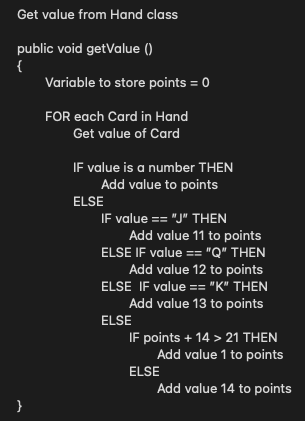 Get value from Hand class
public void getValue ()
{
Variable to store points = 0
FOR each Card in Hand
Get value of Card
IF value is a number THEN
Add value to points
ELSE
IF value == "J" THEN
Add value 11 to points
ELSE IF value == "Q" THEN
Add value 12 to points
ELSE  IF value == "K" THEN
Add value 13 to points
ELSE
IF points + 14 > 21 THEN
Add value 1 to points
ELSE
Add value 14 to points
}